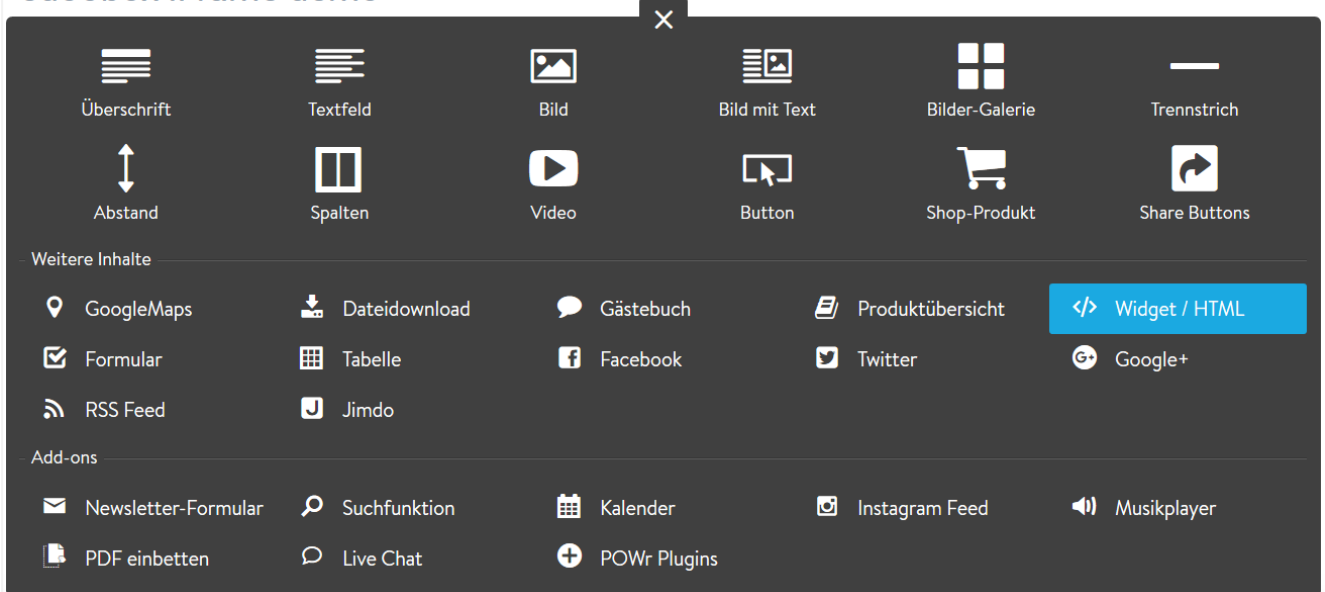 Überschrift Textfeld Bild Bild mit Text Bilder-Galerie Trennstrich
Abstand Spalten Video Button Shop-Produkt Share Buttons
Weitere Inhalte
GoogleMaps Dateidownload Gästebuch Produktübersicht Widget / HTML
Formular Tabelle Facebook Twitter Google+
RSS Feed Jimdo
Add-ons
Newsletter-Formular Suchfunktion Kalender Instagram Feed Musikplayer
PDF einbetten Live Chat POWr Plugins